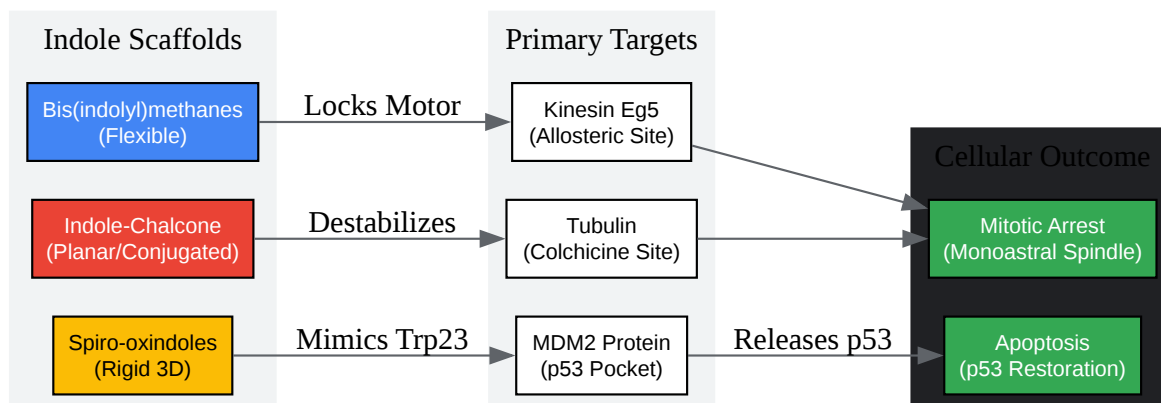 Indole Scaffolds
Primary Targets
Cellular Outcome
Bis(indolyl)methanes
(Flexible)
Locks Motor
Kinesin Eg5
(Allosteric Site)
Indole-Chalcone
(Planar/Conjugated)
Destabilizes
Tubulin
(Colchicine Site)
Mitotic Arrest
(Monoastral Spindle)
Spiro-oxindoles
(Rigid 3D)
Mimics Trp23
MDM2 Protein
(p53 Pocket)
Releases p53
Apoptosis
(p53 Restoration)